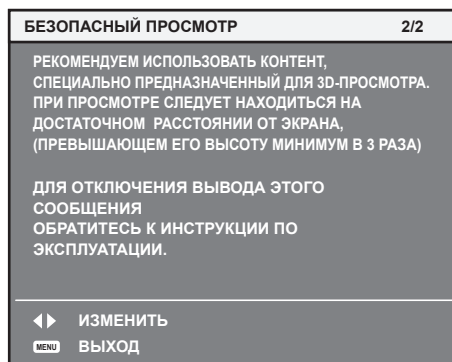 БЕЗОПАСНЫЙ ПРОСМОТР 2/2
РЕКОМЕНДУЕМ ИСПОЛЬЗОВАТЬ КОНТЕНТ,
СПЕЦИАЛЬНО ПРЕДНАЗНАЧЕННЫЙ ДЛЯ 3D-ПРОСМОТРА.
ПРИ ПРОСМОТРЕ СЛЕДУЕТ НАХОДИТЬСЯ НА
ДОСТАТОЧНОМ РАССТОЯНИИ ОТ ЭКРАНА,
(ПРЕВЫШАЮЩЕМ ЕГО ВЫСОТУ МИНИМУМ В 3 РАЗА)
ДЛЯ ОТКЛЮЧЕНИЯ ВЫВОДА ЭТОГО
СООБЩЕНИЯ
ОБРАТИТЕСЬ К ИНСТРУКЦИИ ПО
ЭКСПЛУАТАЦИИ.
ИЗМЕНИТЬ
MENU ВЫХОД